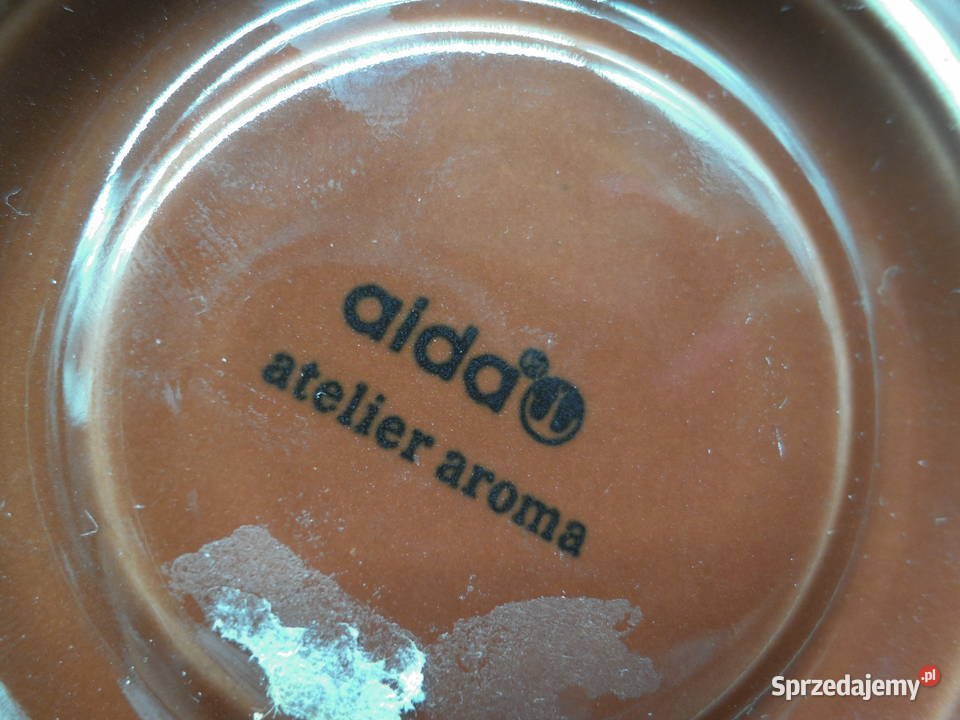 aida
atelier aroma
Sprzedajemy.pl